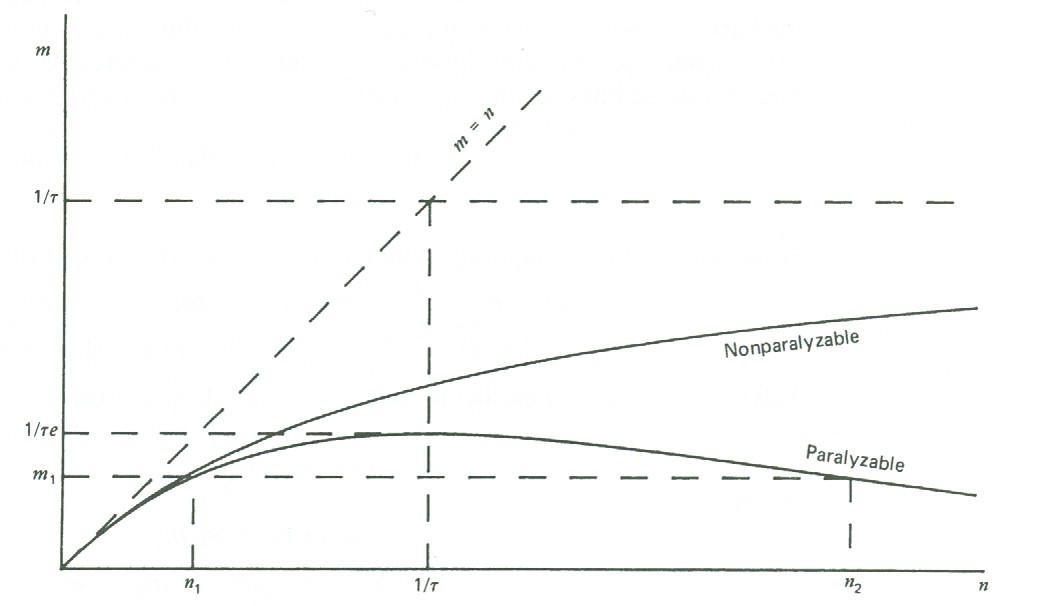 m
m = n
1/τ
Nonparalyzable
1/τe
Paralyzable
m₁
n₁
1/τ
n₂
n